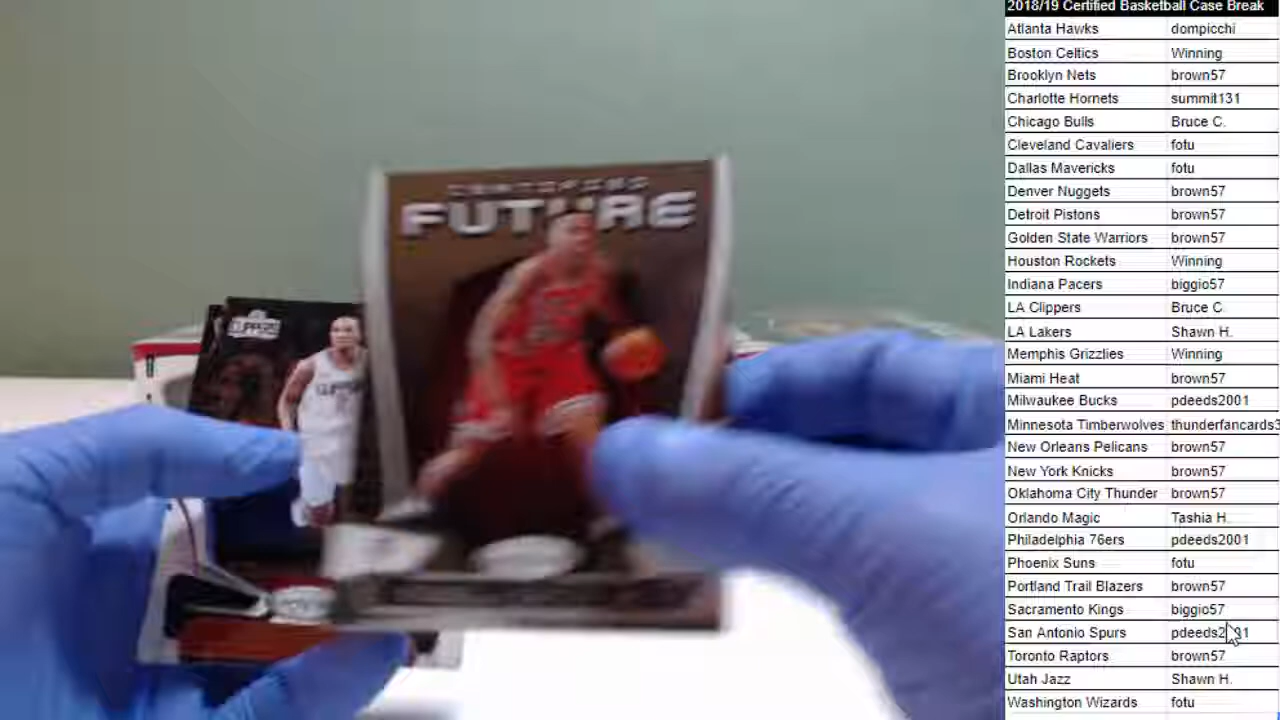 2018/19 Certified Basketball Case Break
Atlanta Hawks dompicchi
Boston Celtics Winning
Brooklyn Nets brown57
Charlotte Hornets summit131
Chicago Bulls Bruce C.
Cleveland Cavaliers fotu
Dallas Mavericks fotu
Denver Nuggets brown57
Detroit Pistons brown57
Golden State Warriors brown57
Houston Rockets Winning
Indiana Pacers biggio57
LA Clippers Bruce C.
LA Lakers Shawn H.
Memphis Grizzlies Winning
Miami Heat brown57
Milwaukee Bucks pdeeds2001
Minnesota Timberwolves thunderfancards3
New Orleans Pelicans brown57
New York Knicks brown57
Oklahoma City Thunder brown57
Orlando Magic Tashia H.
Philadelphia 76ers pdeeds2001
Phoenix Suns fotu
Portland Trail Blazers brown57
Sacramento Kings biggio57
San Antonio Spurs pdeeds2001
Toronto Raptors brown57
Utah Jazz Shawn H.
Washington Wizards fotu
FUTURE
CLIPPERS